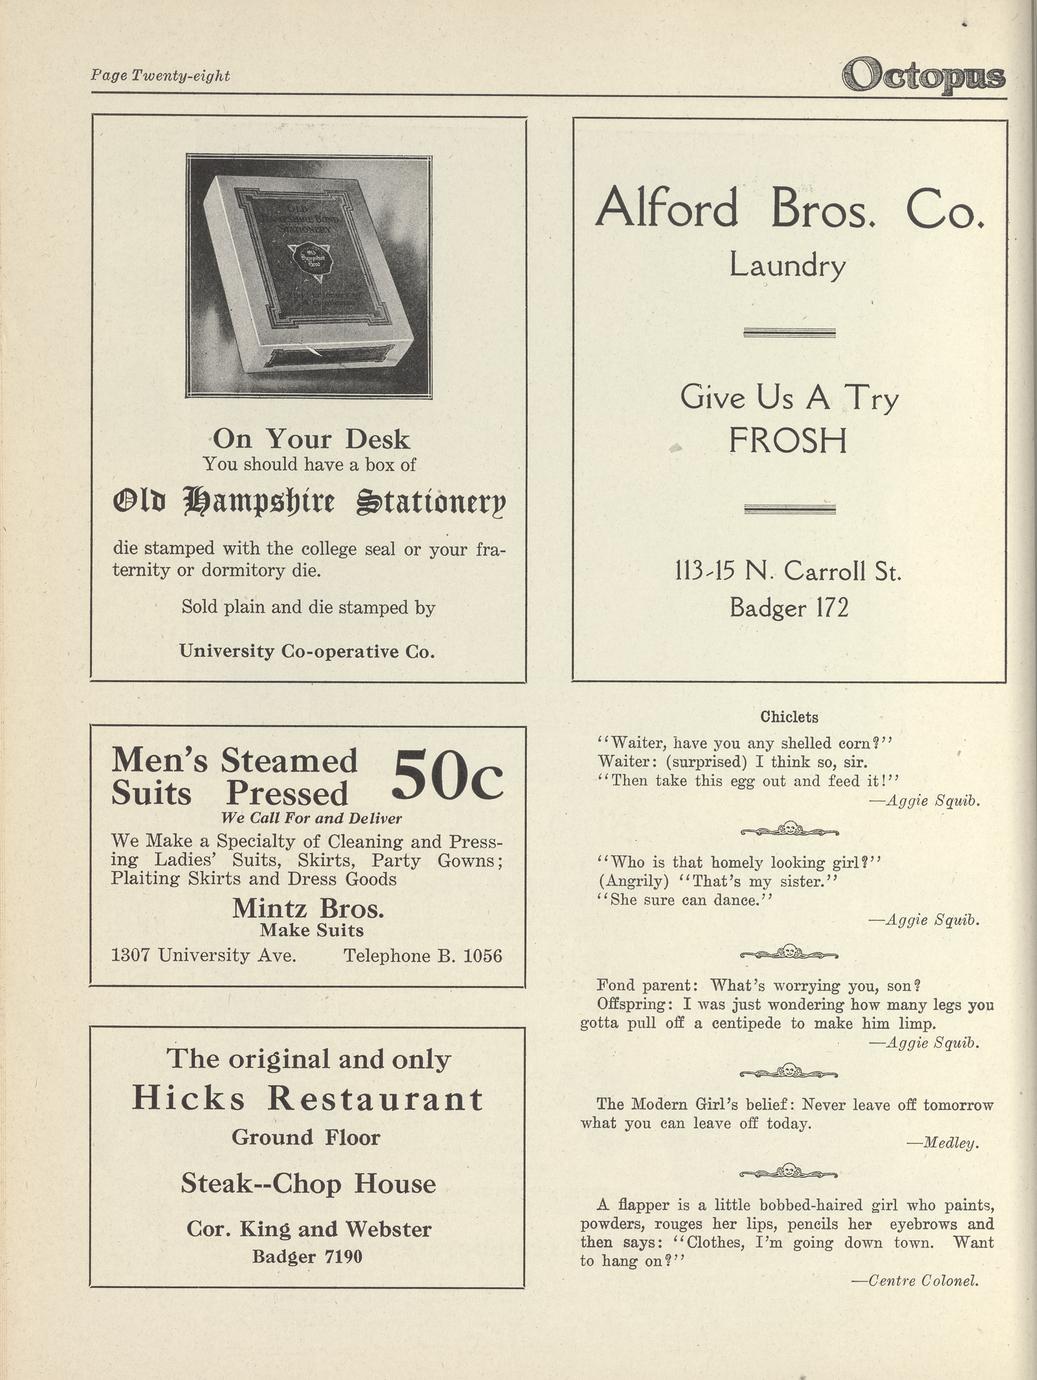 Page Twenty-eight
Octopus
OLD
HAMPSHIRE BOND
STATIONERY
Old
Hampshire
Bond
On Your Desk
You should have a box of
Old Hampshire Stationery
die stamped with the college seal or your fra-
ternity or dormitory die.
Sold plain and die stamped by
University Co-operative Co.
Men's Steamed
Suits Pressed
50c
We Call For and Deliver
We Make a Specialty of Cleaning and Press-
ing Ladies' Suits, Skirts, Party Gowns;
Plaiting Skirts and Dress Goods
Mintz Bros.
Make Suits
1307 University Ave. Telephone B. 1056
The original and only
Hicks Restaurant
Ground Floor
Steak--Chop House
Cor. King and Webster
Badger 7190
Alford Bros. Co.
Laundry
Give Us A Try
FROSH
113-15 N. Carroll St.
Badger 172
Chiclets
"Waiter, have you any shelled corn?"
Waiter: (surprised) I think so, sir.
"Then take this egg out and feed it!"
—Aggie Squib.
"Who is that homely looking girl?"
(Angrily) "That's my sister."
"She sure can dance."
—Aggie Squib.
Fond parent: What's worrying you, son?
Offspring: I was just wondering how many legs you
gotta pull off a centipede to make him limp.
—Aggie Squib.
The Modern Girl's belief: Never leave off tomorrow
what you can leave off today.
—Medley.
A flapper is a little bobbed-haired girl who paints,
powders, rouges her lips, pencils her eyebrows and
then says: "Clothes, I'm going down town. Want
to hang on?"
—Centre Colonel.